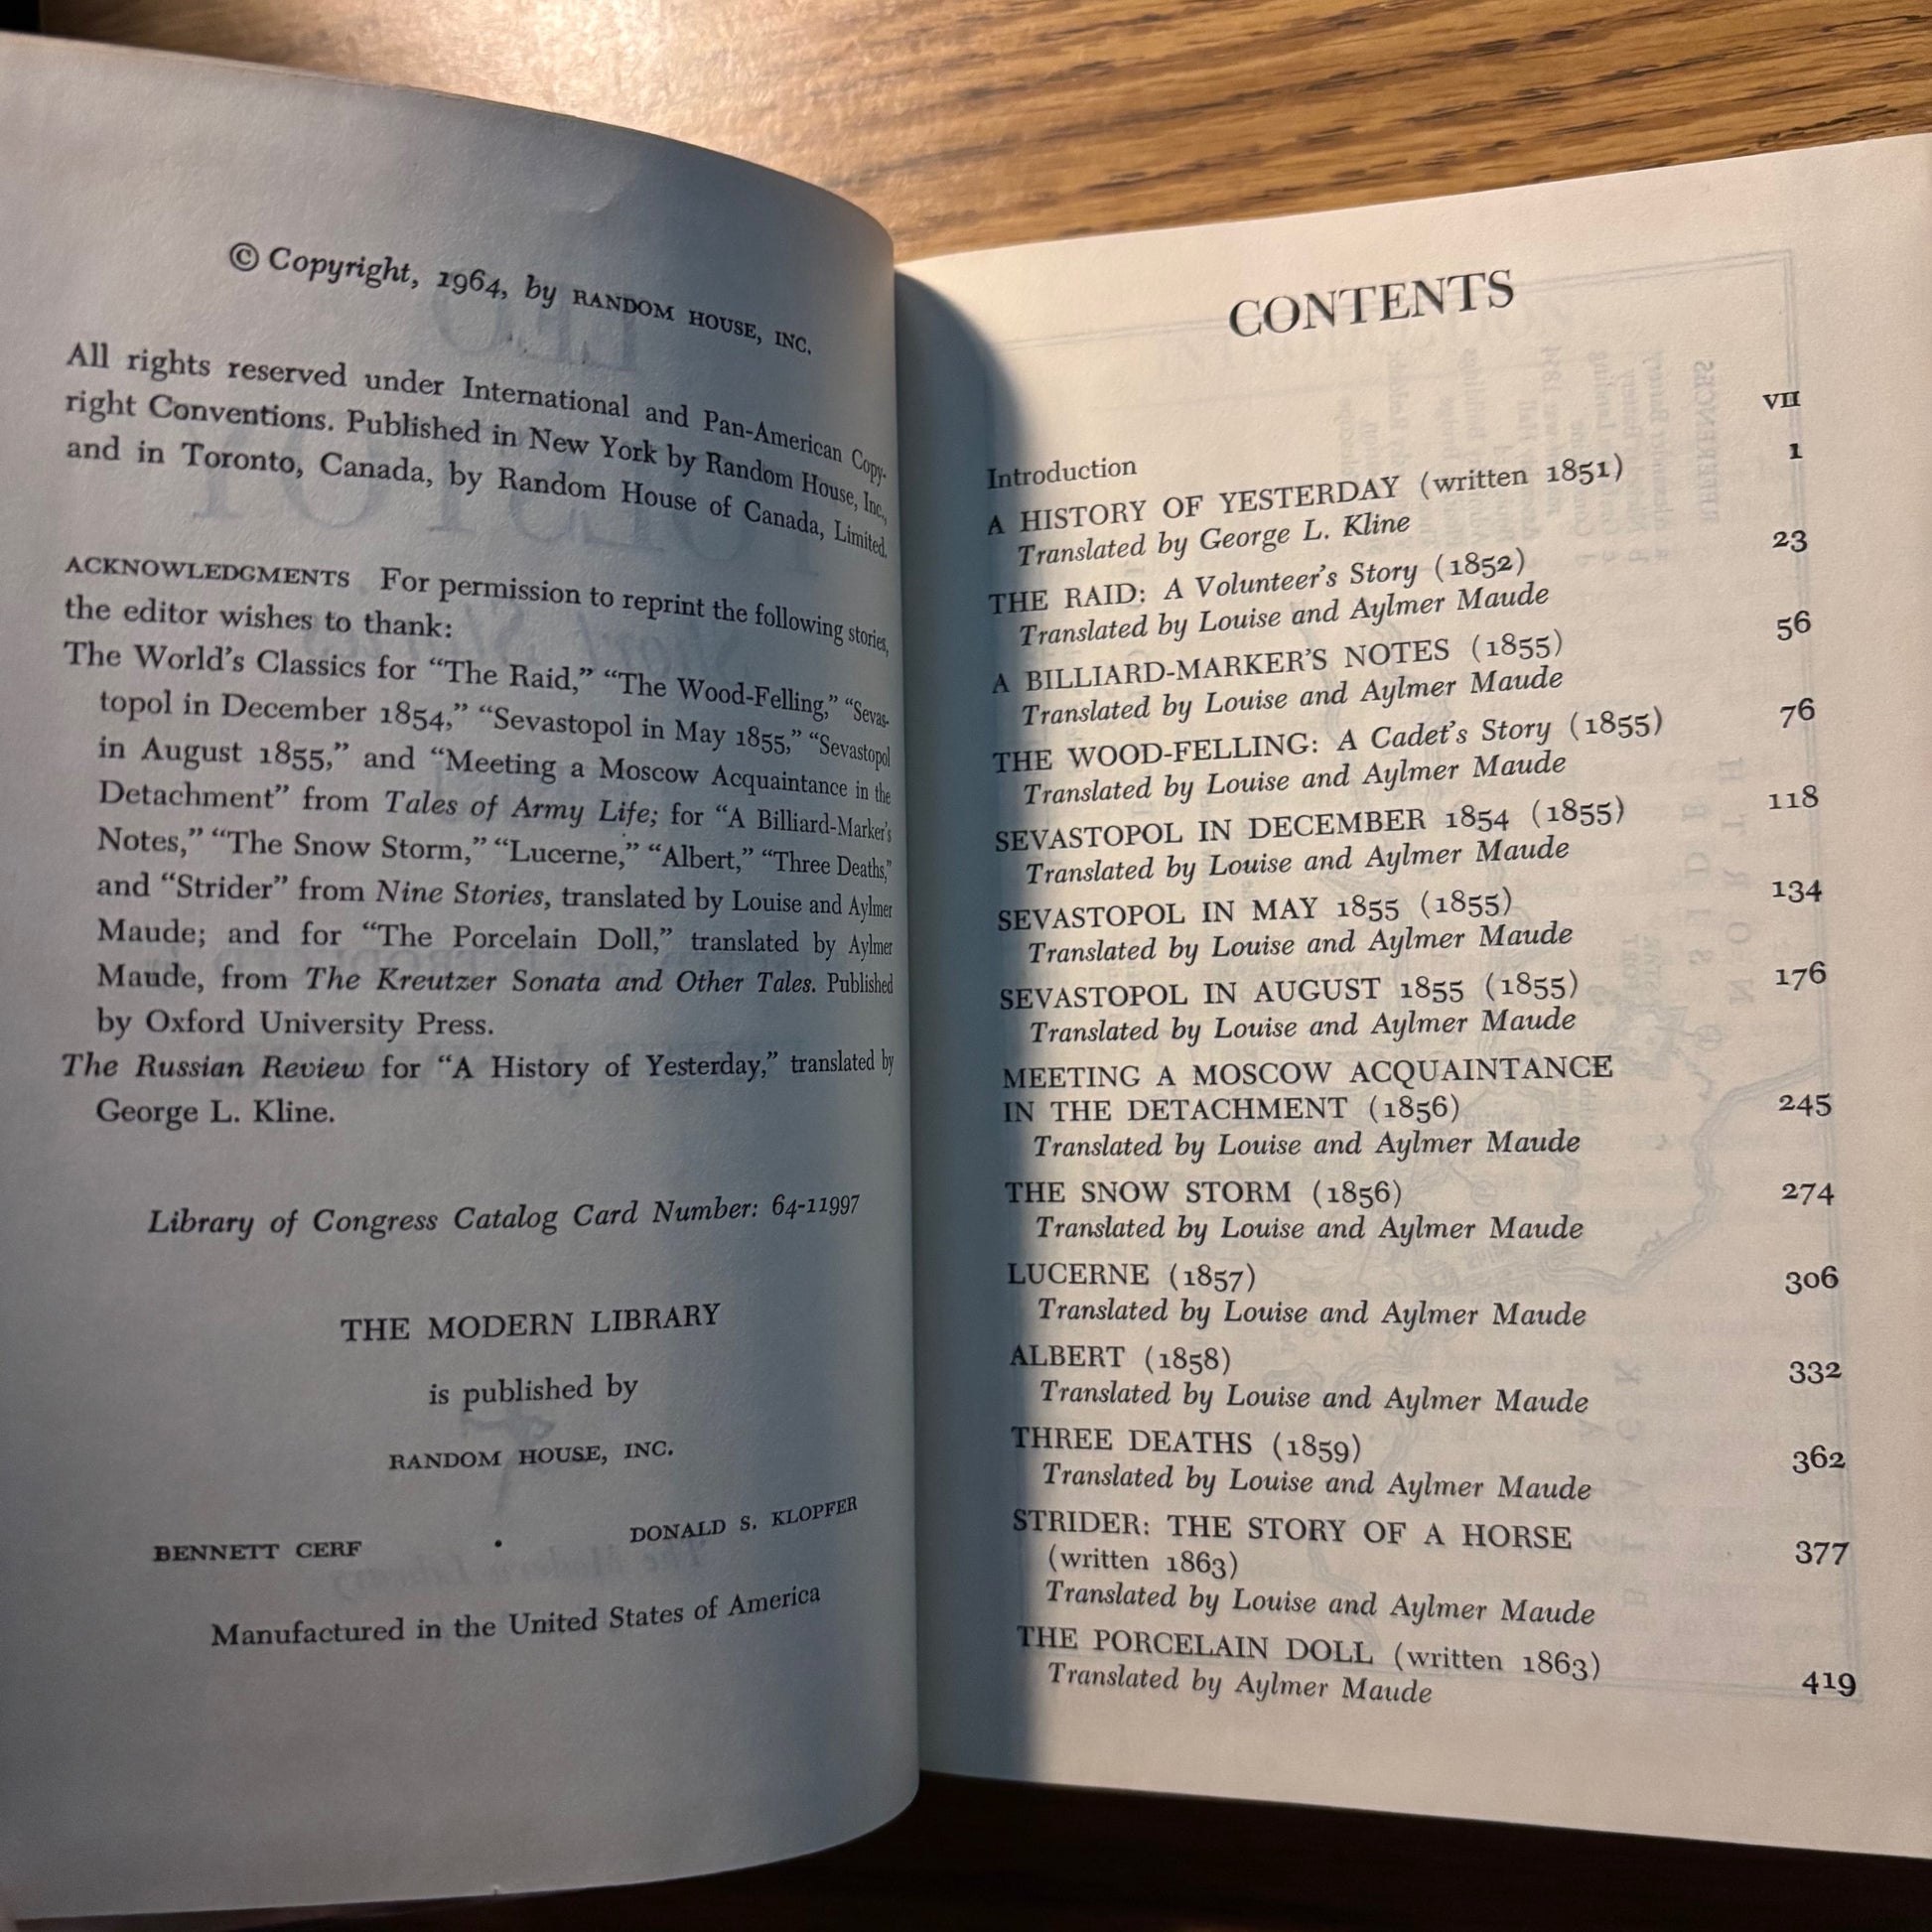 © Copyright, 1964, by RANDOM HOUSE, INC.
All rights reserved under International and Pan-American Copy-
right Conventions. Published in New York by Random House, Inc.,
and in Toronto, Canada, by Random House of Canada, Limited.
ACKNOWLEDGMENTS For permission to reprint the following stories,
the editor wishes to thank:
The World's Classics for “The Raid,” “The Wood-Felling,” “Sevas-
topol in December 1854,” “Sevastopol in May 1855,” “Sevastopol
in August 1855,” and “Meeting a Moscow Acquaintance in the
Detachment” from Tales of Army Life; for “A Billiard-Marker's
Notes,” “The Snow Storm,” “Lucerne,” “Albert,” “Three Deaths,”
and “Strider” from Nine Stories, translated by Louise and Aylmer
Maude; and for “The Porcelain Doll,” translated by Aylmer
Maude, from The Kreutzer Sonata and Other Tales. Published
by Oxford University Press.
The Russian Review for “A History of Yesterday,” translated by
George L. Kline.
Library of Congress Catalog Card Number: 64-11997
THE MODERN LIBRARY
is published by
RANDOM HOUSE, INC.
BENNETT CERF • DONALD S. KLOPFER
Manufactured in the United States of America
CONTENTS
Introduction VII
A HISTORY OF YESTERDAY (written 1851) 1
Translated by George L. Kline
THE RAID: A Volunteer's Story (1852) 23
Translated by Louise and Aylmer Maude
A BILLIARD-MARKER'S NOTES (1855) 56
Translated by Louise and Aylmer Maude
THE WOOD-FELLING: A Cadet's Story (1855) 76
Translated by Louise and Aylmer Maude
SEVASTOPOL IN DECEMBER 1854 (1855) 118
Translated by Louise and Aylmer Maude
SEVASTOPOL IN MAY 1855 (1855) 134
Translated by Louise and Aylmer Maude
SEVASTOPOL IN AUGUST 1855 (1855) 176
Translated by Louise and Aylmer Maude
MEETING A MOSCOW ACQUAINTANCE
IN THE DETACHMENT (1856) 245
Translated by Louise and Aylmer Maude
THE SNOW STORM (1856) 274
Translated by Louise and Aylmer Maude
LUCERNE (1857) 306
Translated by Louise and Aylmer Maude
ALBERT (1858) 332
Translated by Louise and Aylmer Maude
THREE DEATHS (1859) 362
Translated by Louise and Aylmer Maude
STRIDER: THE STORY OF A HORSE
(written 1863) 377
Translated by Louise and Aylmer Maude
THE PORCELAIN DOLL (written 1863) 419
Translated by Aylmer Maude